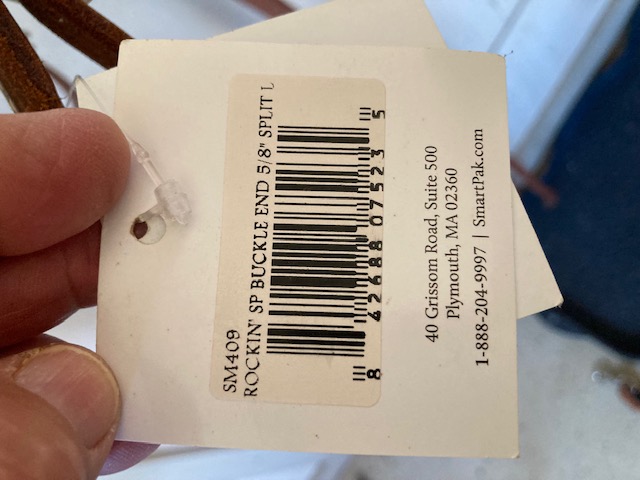 SM409
ROCKIN' SP BUCKLE END 5/8" SPLIT L
8 42688 07523 5
40 Grissom Road, Suite 500
Plymouth, MA 02360
1-888-204-9997 | SmartPak.com